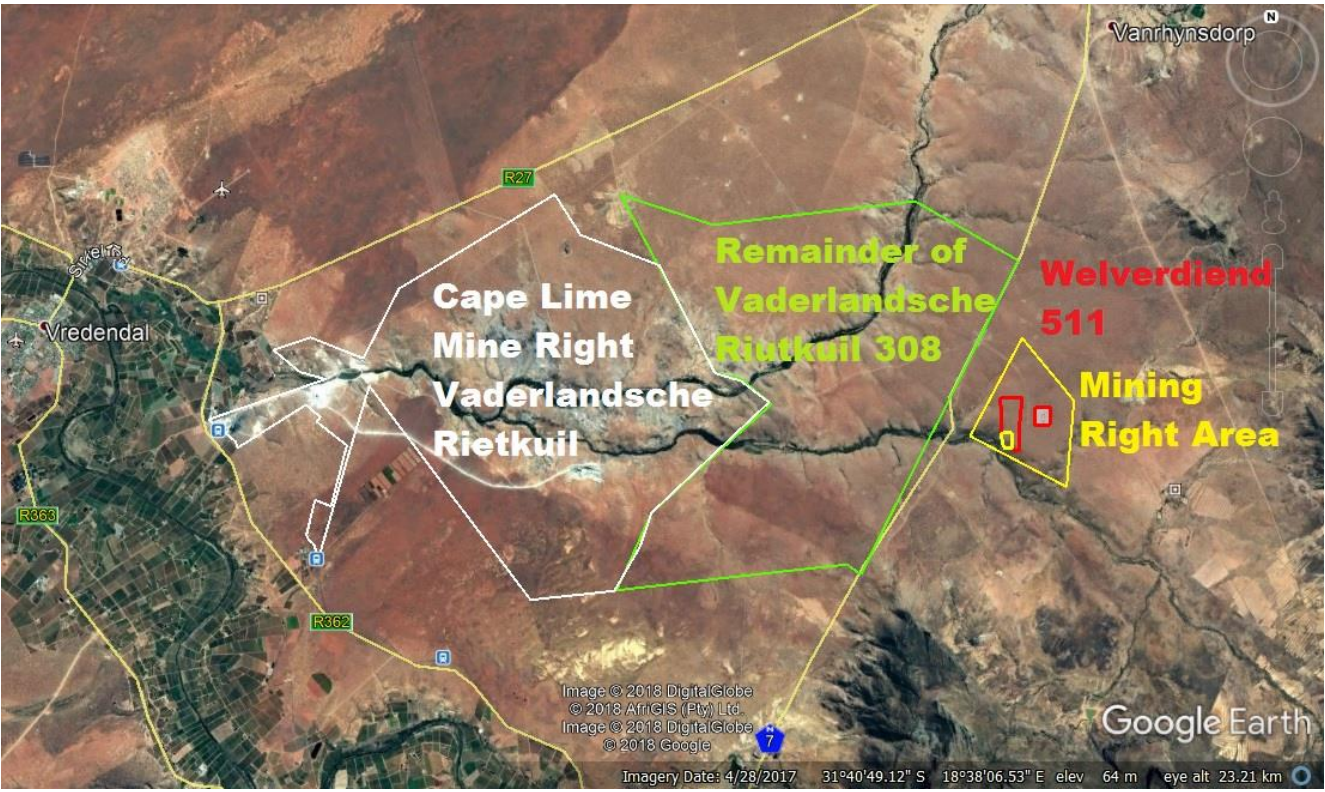 N
Vanrhynsdorp
R27
Cape Lime
Mine Right
Vaderlandsche
Rietkuil
Remainder of
Vaderlandsche
Riutkuil 308
Welverdiend
511
Mining
Right Area
Vredendal
R363
R362
Image © 2018 DigitalGlobe
© 2018 AfriGIS (Pty) Ltd.
Image © 2018 DigitalGlobe
© 2018 Google
N
7
Google Earth
Imagery Date: 4/28/2017 31°40'49.12" S 18°38'06.53" E elev 64 m eye alt 23.21 km